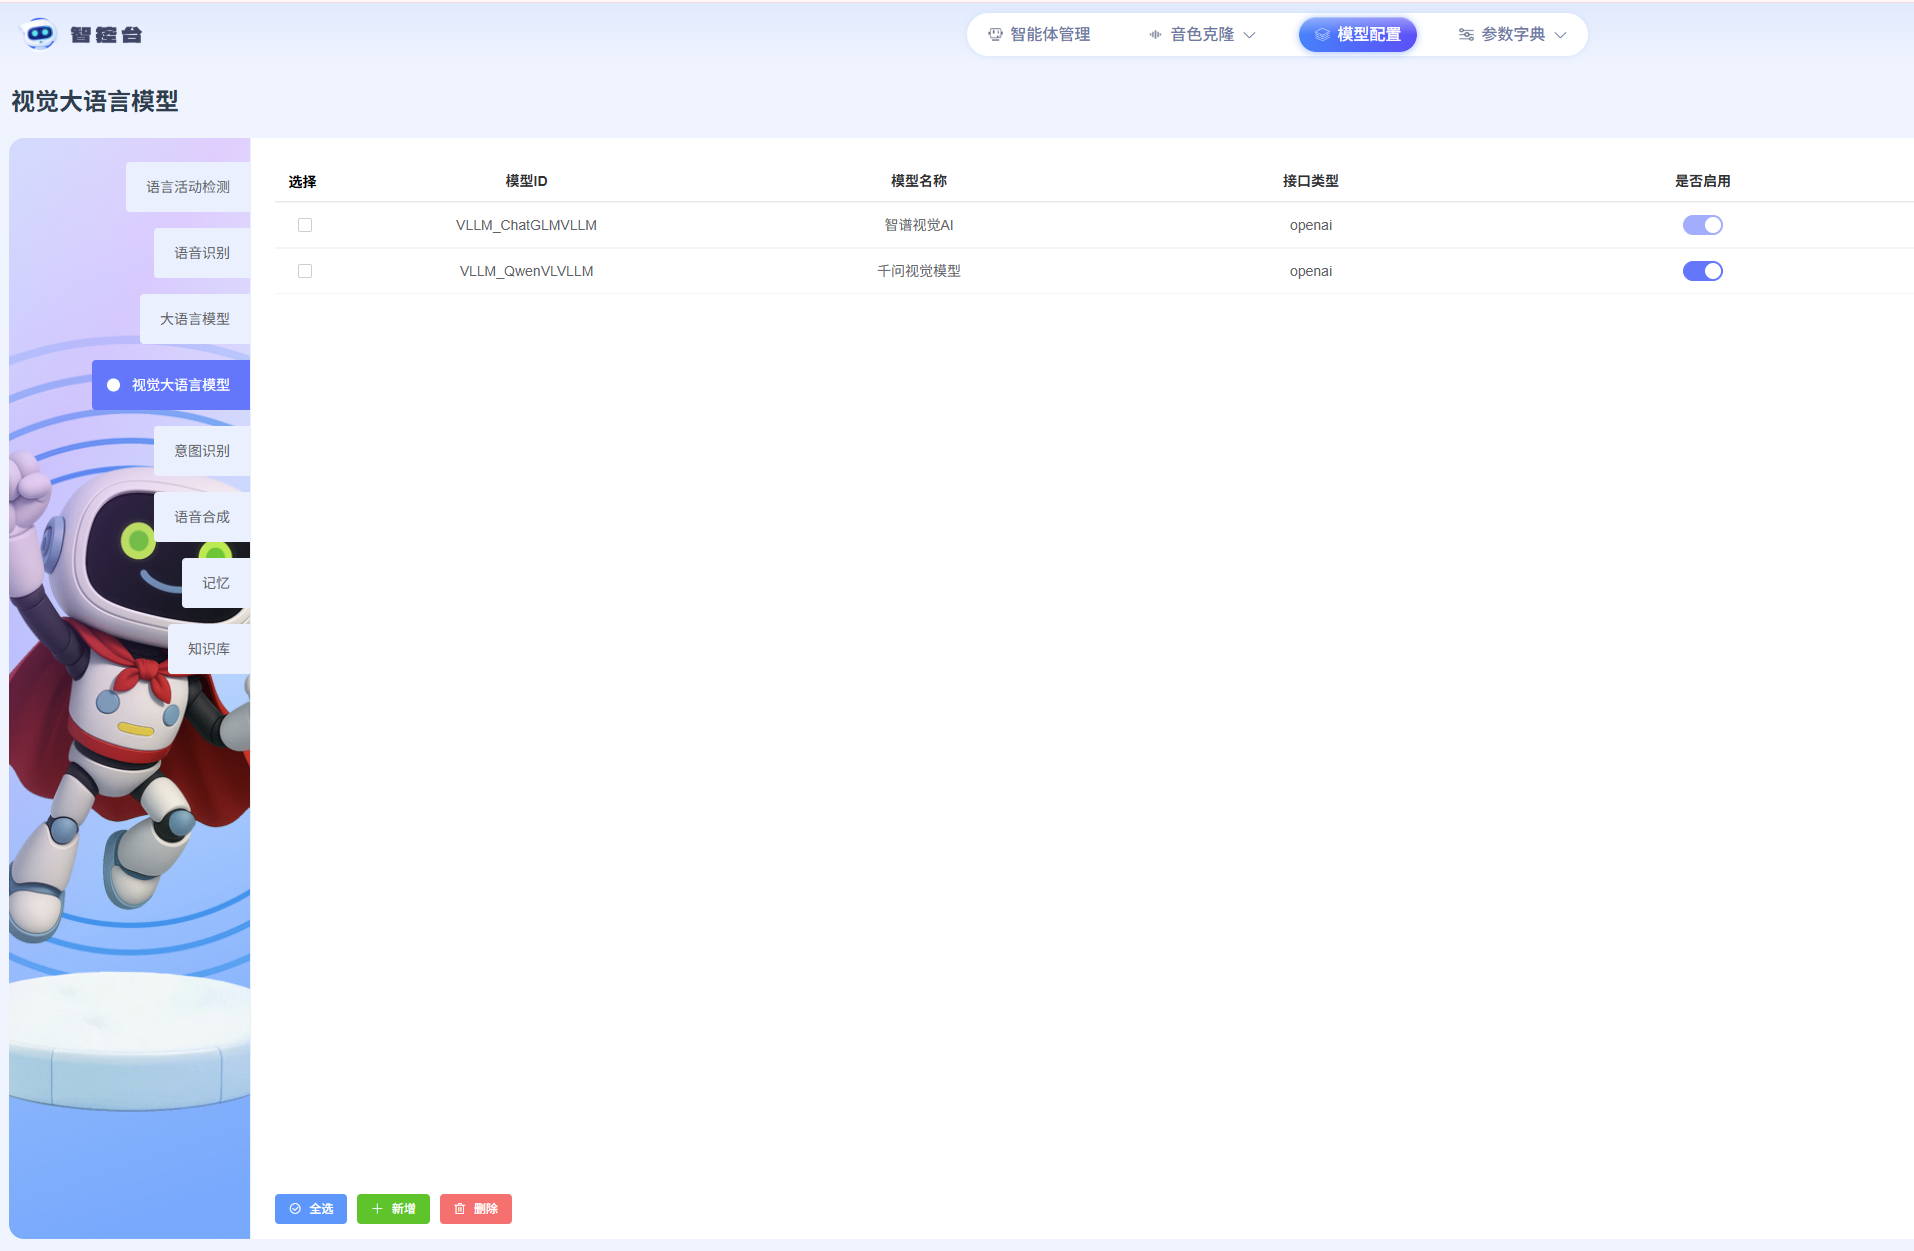 智控台
智能体管理
音色克隆
模型配置
参数字典
视觉大语言模型
语言活动检测
语音识别
大语言模型
视觉大语言模型
意图识别
语音合成
记忆
知识库
选择 模型ID 模型名称 接口类型 是否启用
VLLM_ChatGLMVLLM 智谱视觉AI openai
VLLM_QwenVLVLLM 千问视觉模型 openai
全选 新增 删除